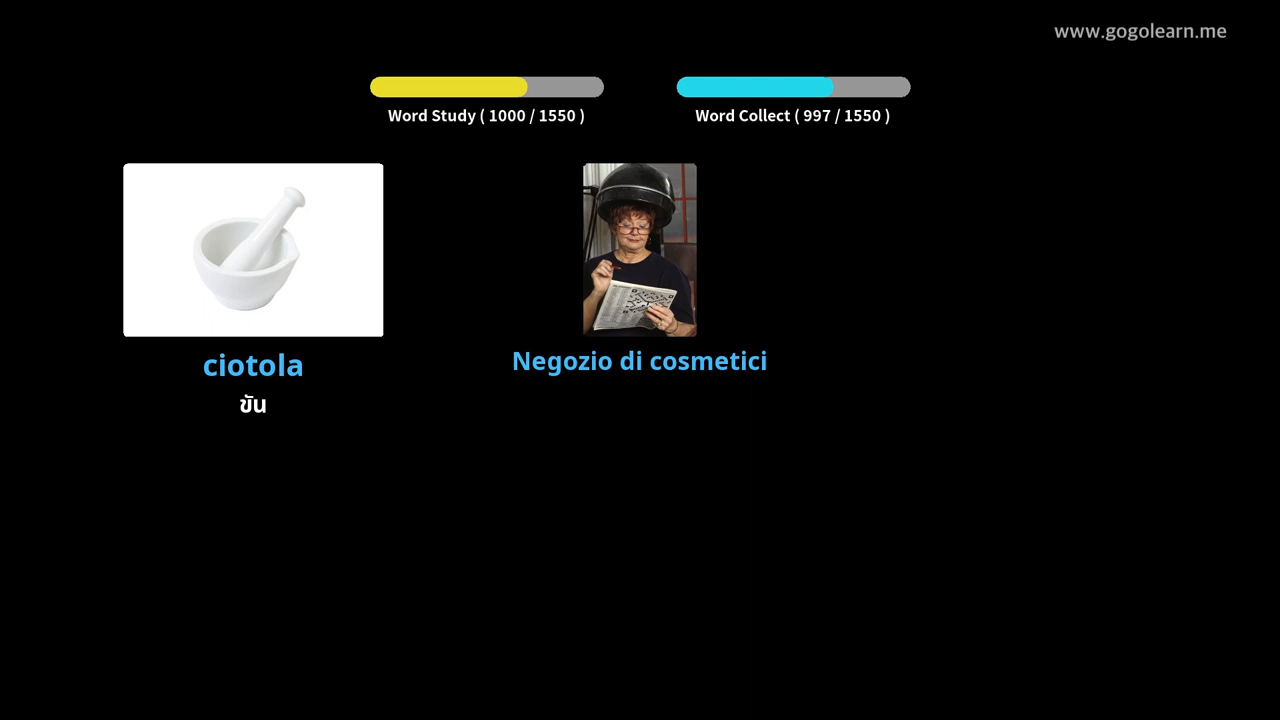 www.gogolearn.me
Word Study ( 1000 / 1550 )
Word Collect ( 997 / 1550 )
ciotola
ขัน
Negozio di cosmetici